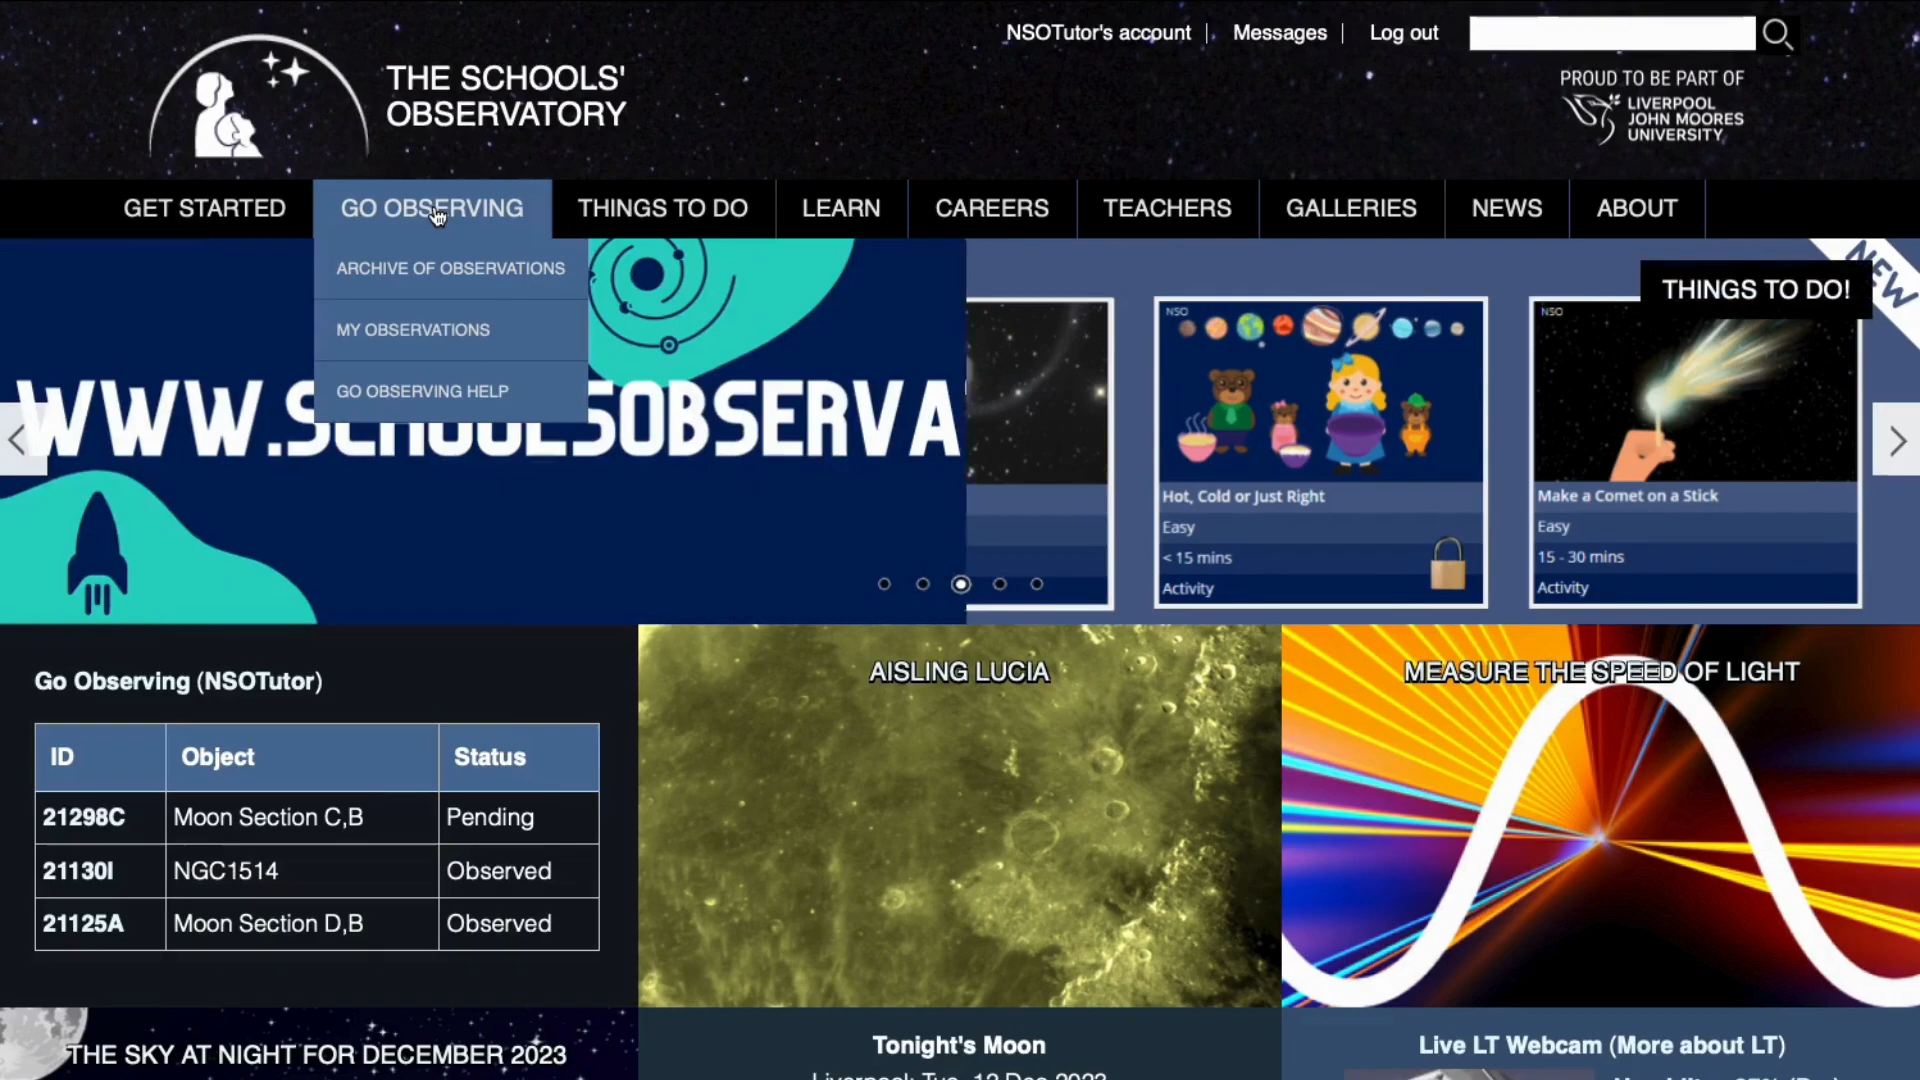 NSOTutor's account
Messages
Log out
THE SCHOOLS'
OBSERVATORY
PROUD TO BE PART OF
LIVERPOOL
JOHN MOORES
UNIVERSITY
GET STARTED
GO OBSERVING
THINGS TO DO
LEARN
CAREERS
TEACHERS
GALLERIES
NEWS
ABOUT
ARCHIVE OF OBSERVATIONS
MY OBSERVATIONS
GO OBSERVING HELP
NEW
THINGS TO DO!
NSO
Hot, Cold or Just Right
Easy
< 15 mins
Activity
NSO
Make a Comet on a Stick
Easy
15 - 30 mins
Activity
Go Observing (NSOTutor)
ID Object Status
21298C Moon Section C,B Pending
21130I NGC1514 Observed
21125A Moon Section D,B Observed
AISLING LUCIA
MEASURE THE SPEED OF LIGHT
THE SKY AT NIGHT FOR DECEMBER 2023
Tonight's Moon
Live LT Webcam (More about LT)